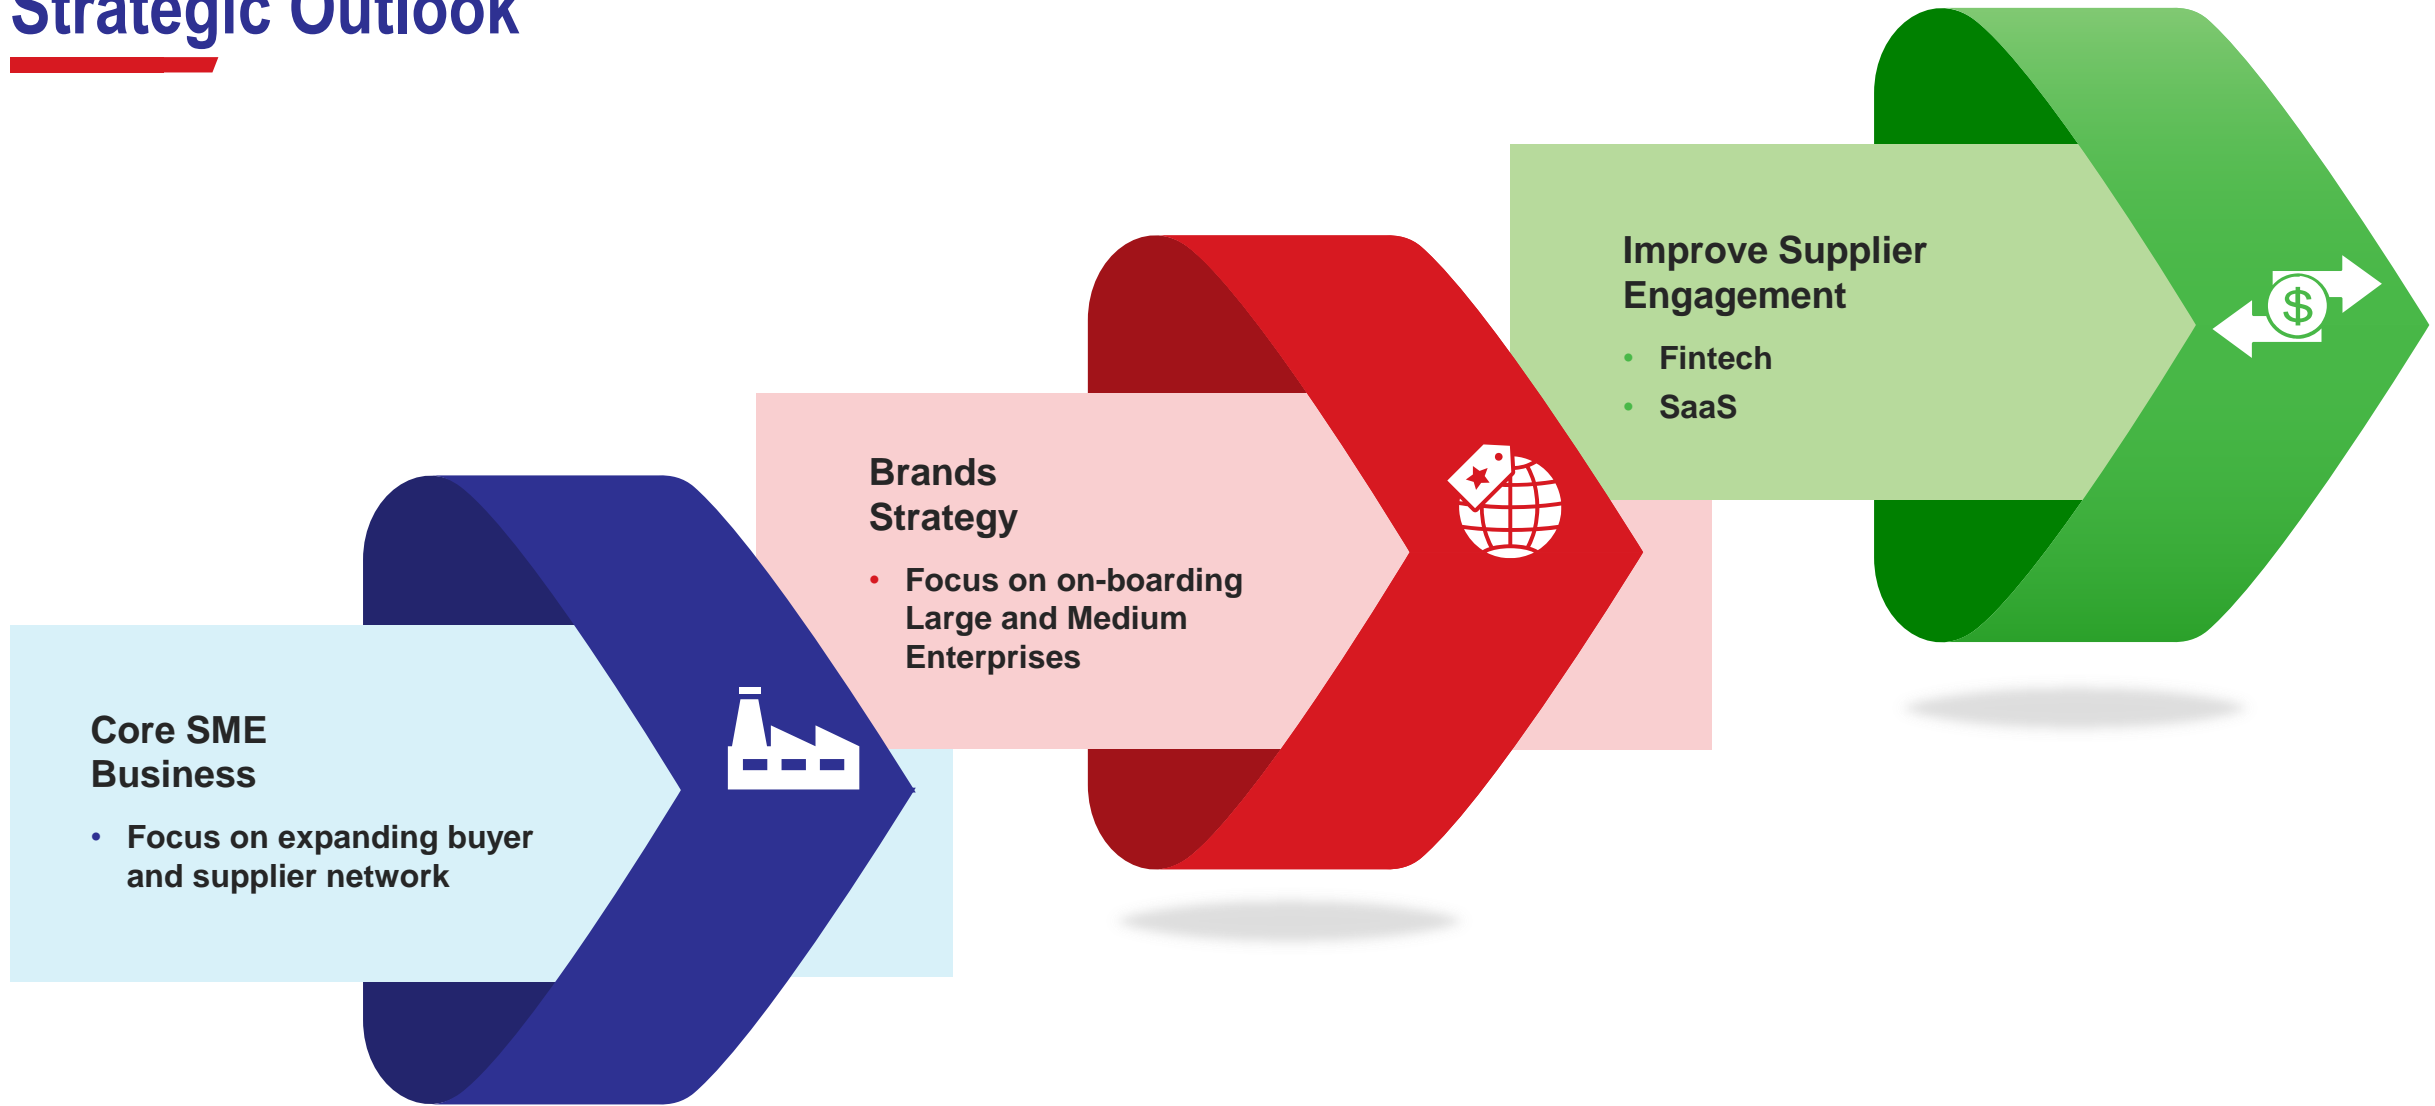 Strategic Outlook
Core SME
Business
• Focus on expanding buyer
and supplier network
Brands
Strategy
• Focus on on-boarding
Large and Medium
Enterprises
Improve Supplier
Engagement
• Fintech
• SaaS
$